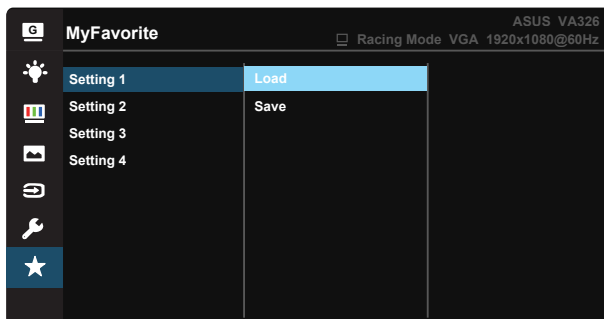 G
MyFavorite
ASUS VA326
Racing Mode VGA 1920x1080@60Hz
Setting 1
Load
Setting 2
Save
Setting 3
Setting 4